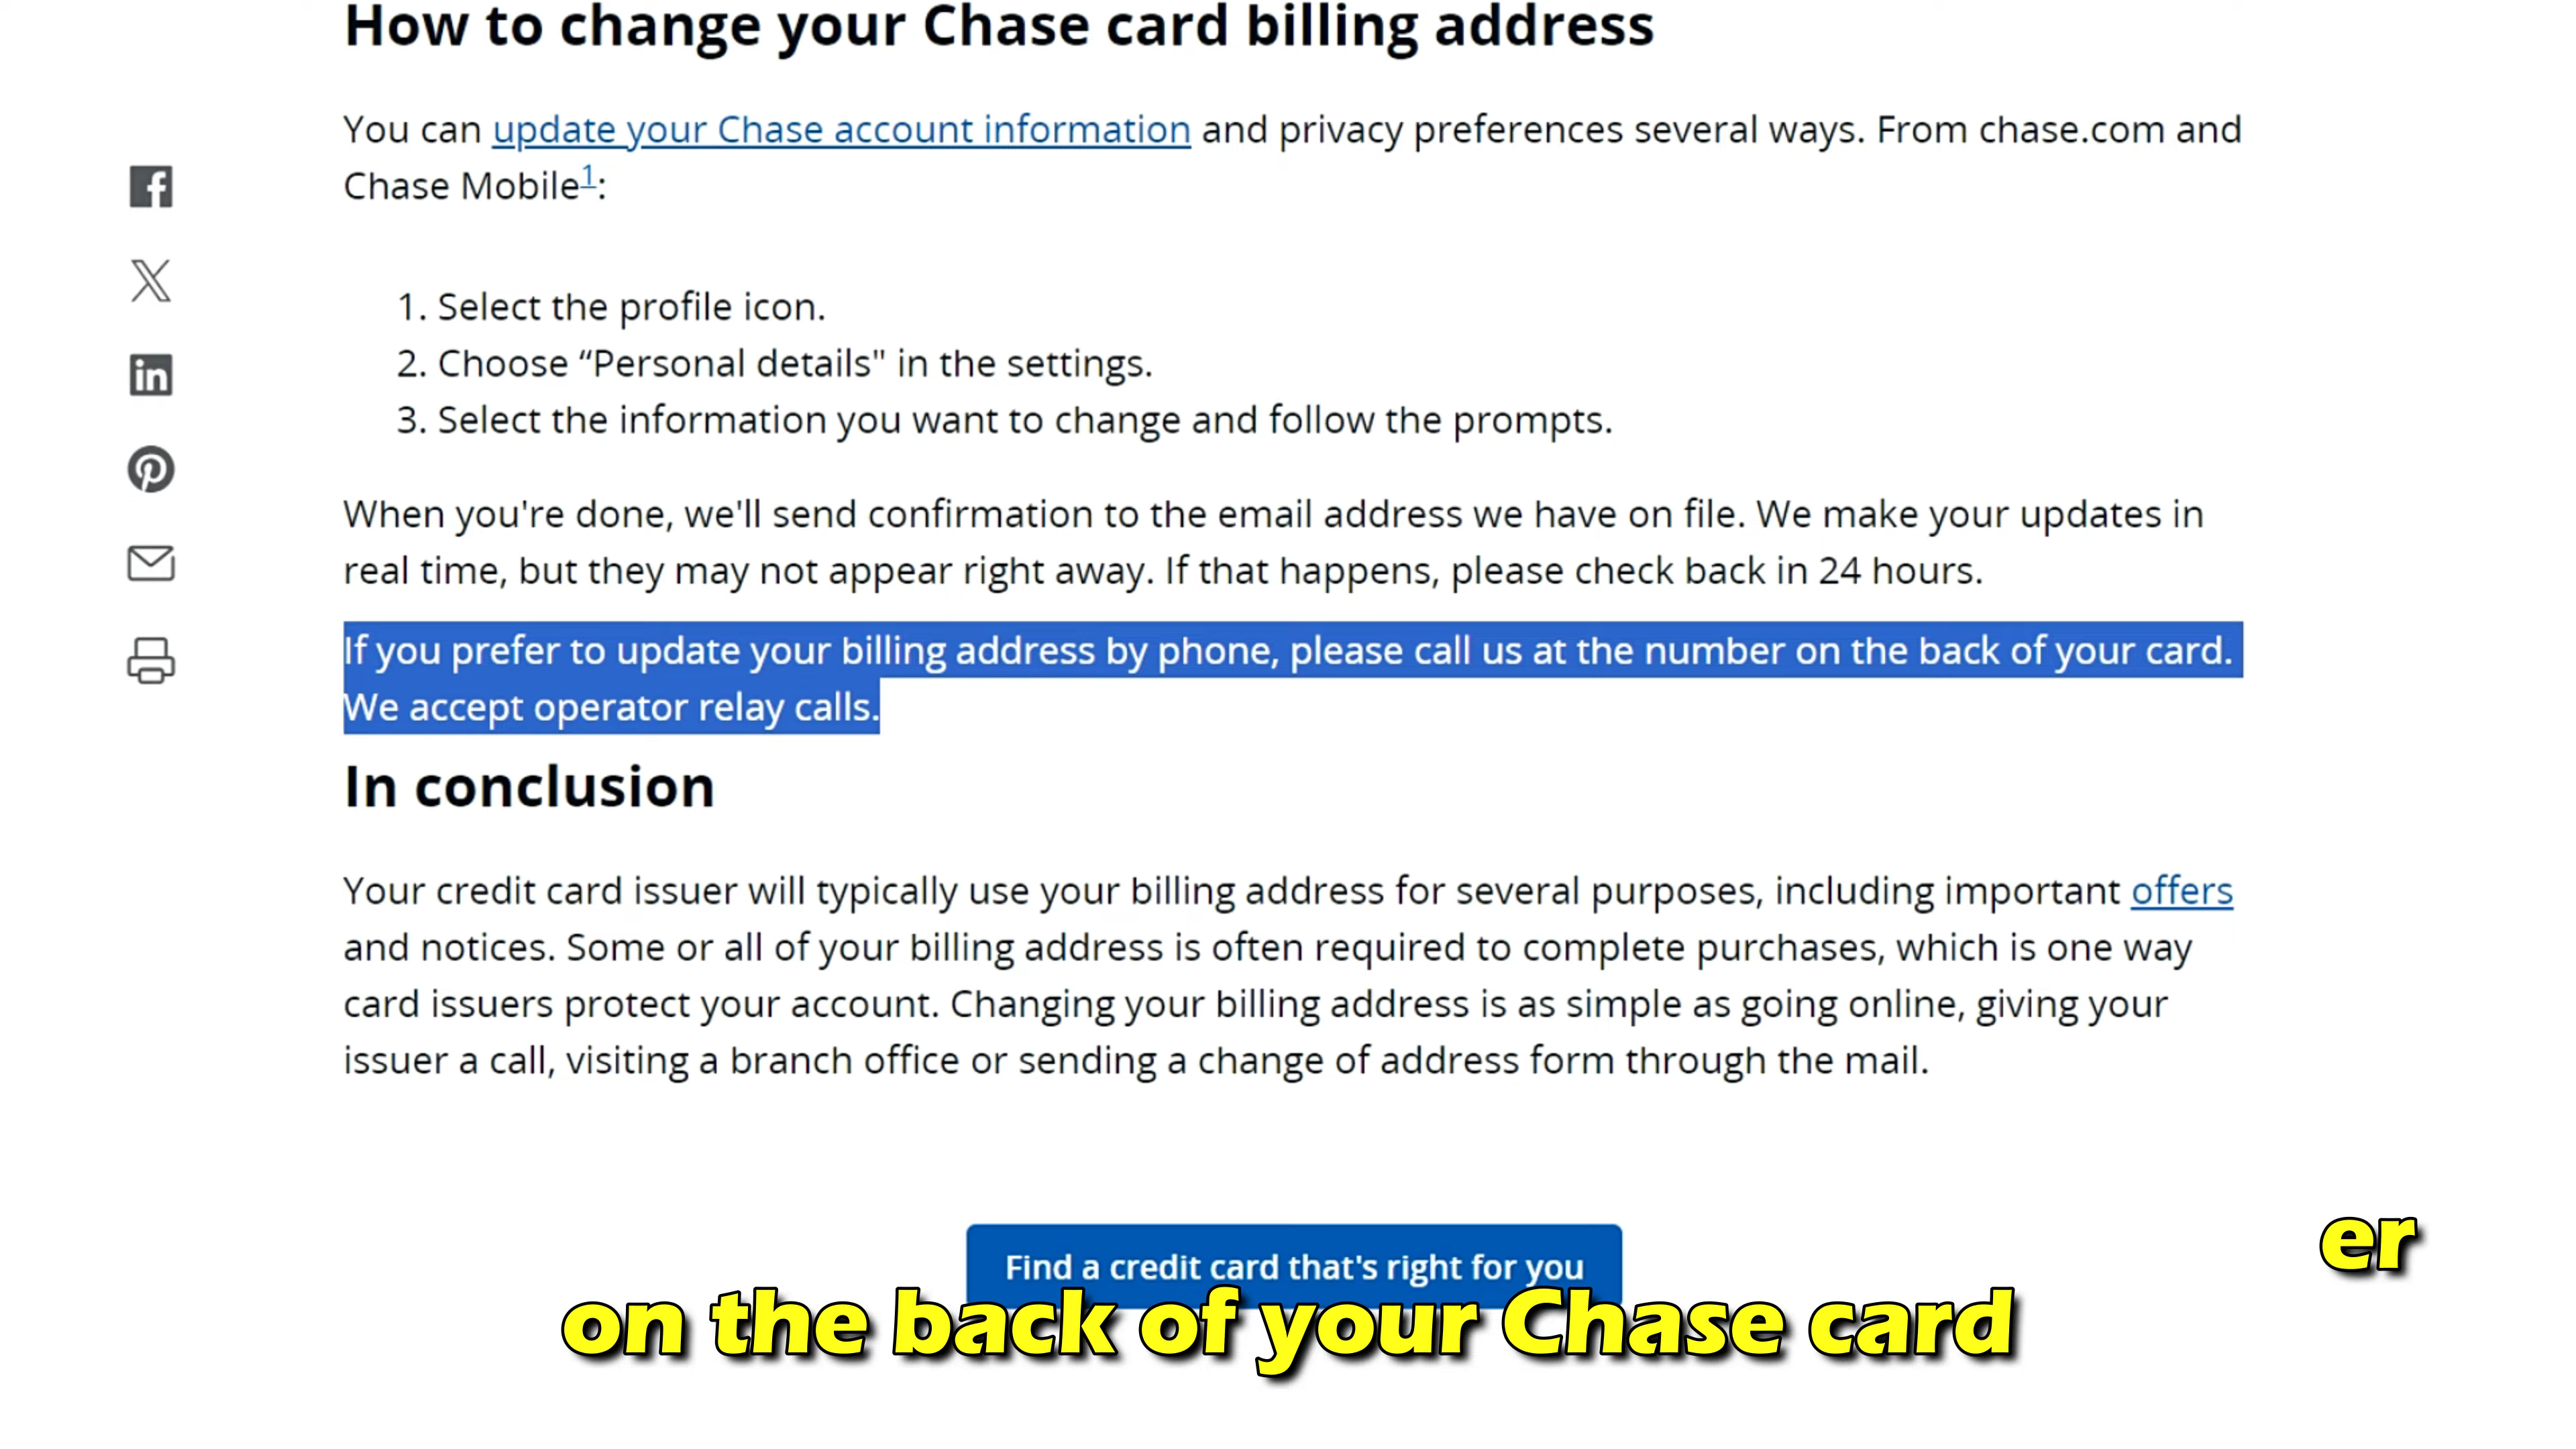 How to change your Chase card billing address
You can update your Chase account information and privacy preferences several ways. From chase.com and
Chase Mobile1:
1. Select the profile icon.
2. Choose “Personal details" in the settings.
3. Select the information you want to change and follow the prompts.
When you're done, we'll send confirmation to the email address we have on file. We make your updates in
real time, but they may not appear right away. If that happens, please check back in 24 hours.
If you prefer to update your billing address by phone, please call us at the number on the back of your card.
We accept operator relay calls.
In conclusion
Your credit card issuer will typically use your billing address for several purposes, including important offers
and notices. Some or all of your billing address is often required to complete purchases, which is one way
card issuers protect your account. Changing your billing address is as simple as going online, giving your
issuer a call, visiting a branch office or sending a change of address form through the mail.
Find a credit card that's right for you
er
on the back of your Chase card